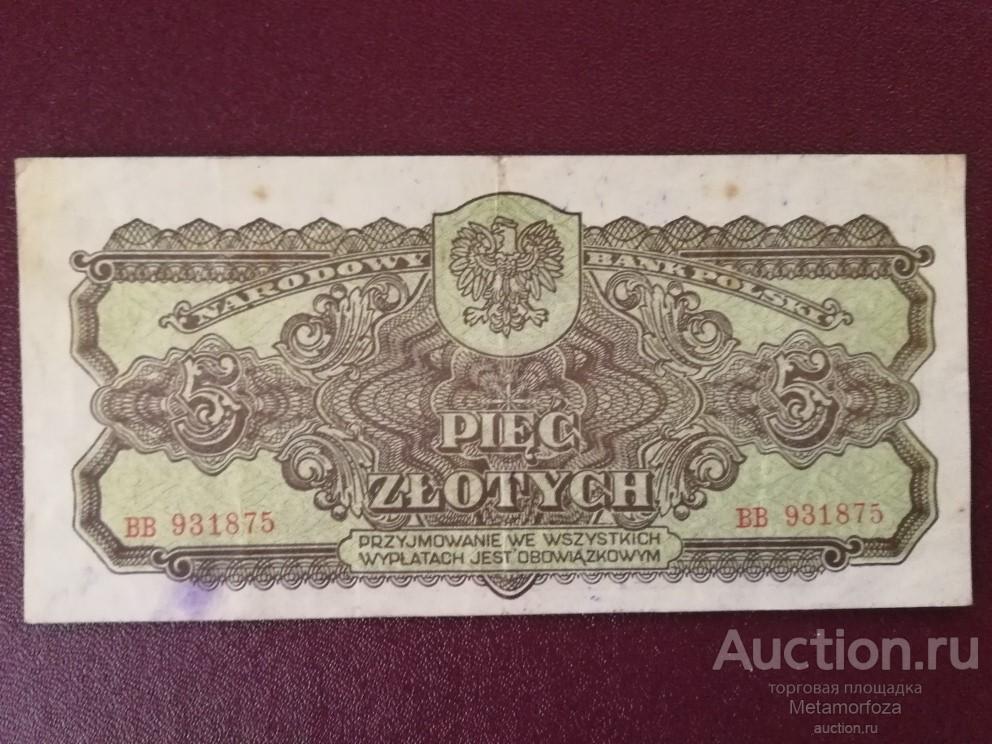 NARODOWY BANK POLSKI
5 5
PIĘĆ
ZŁOTYCH
BB 931875 BB 931875
PRZYJMOWANIE WE WSZYSTKICH
WYPŁATACH JEST OBOWIĄZKOWYM
Auction.ru
торговая площадка
Metamorfoza
auction.ru